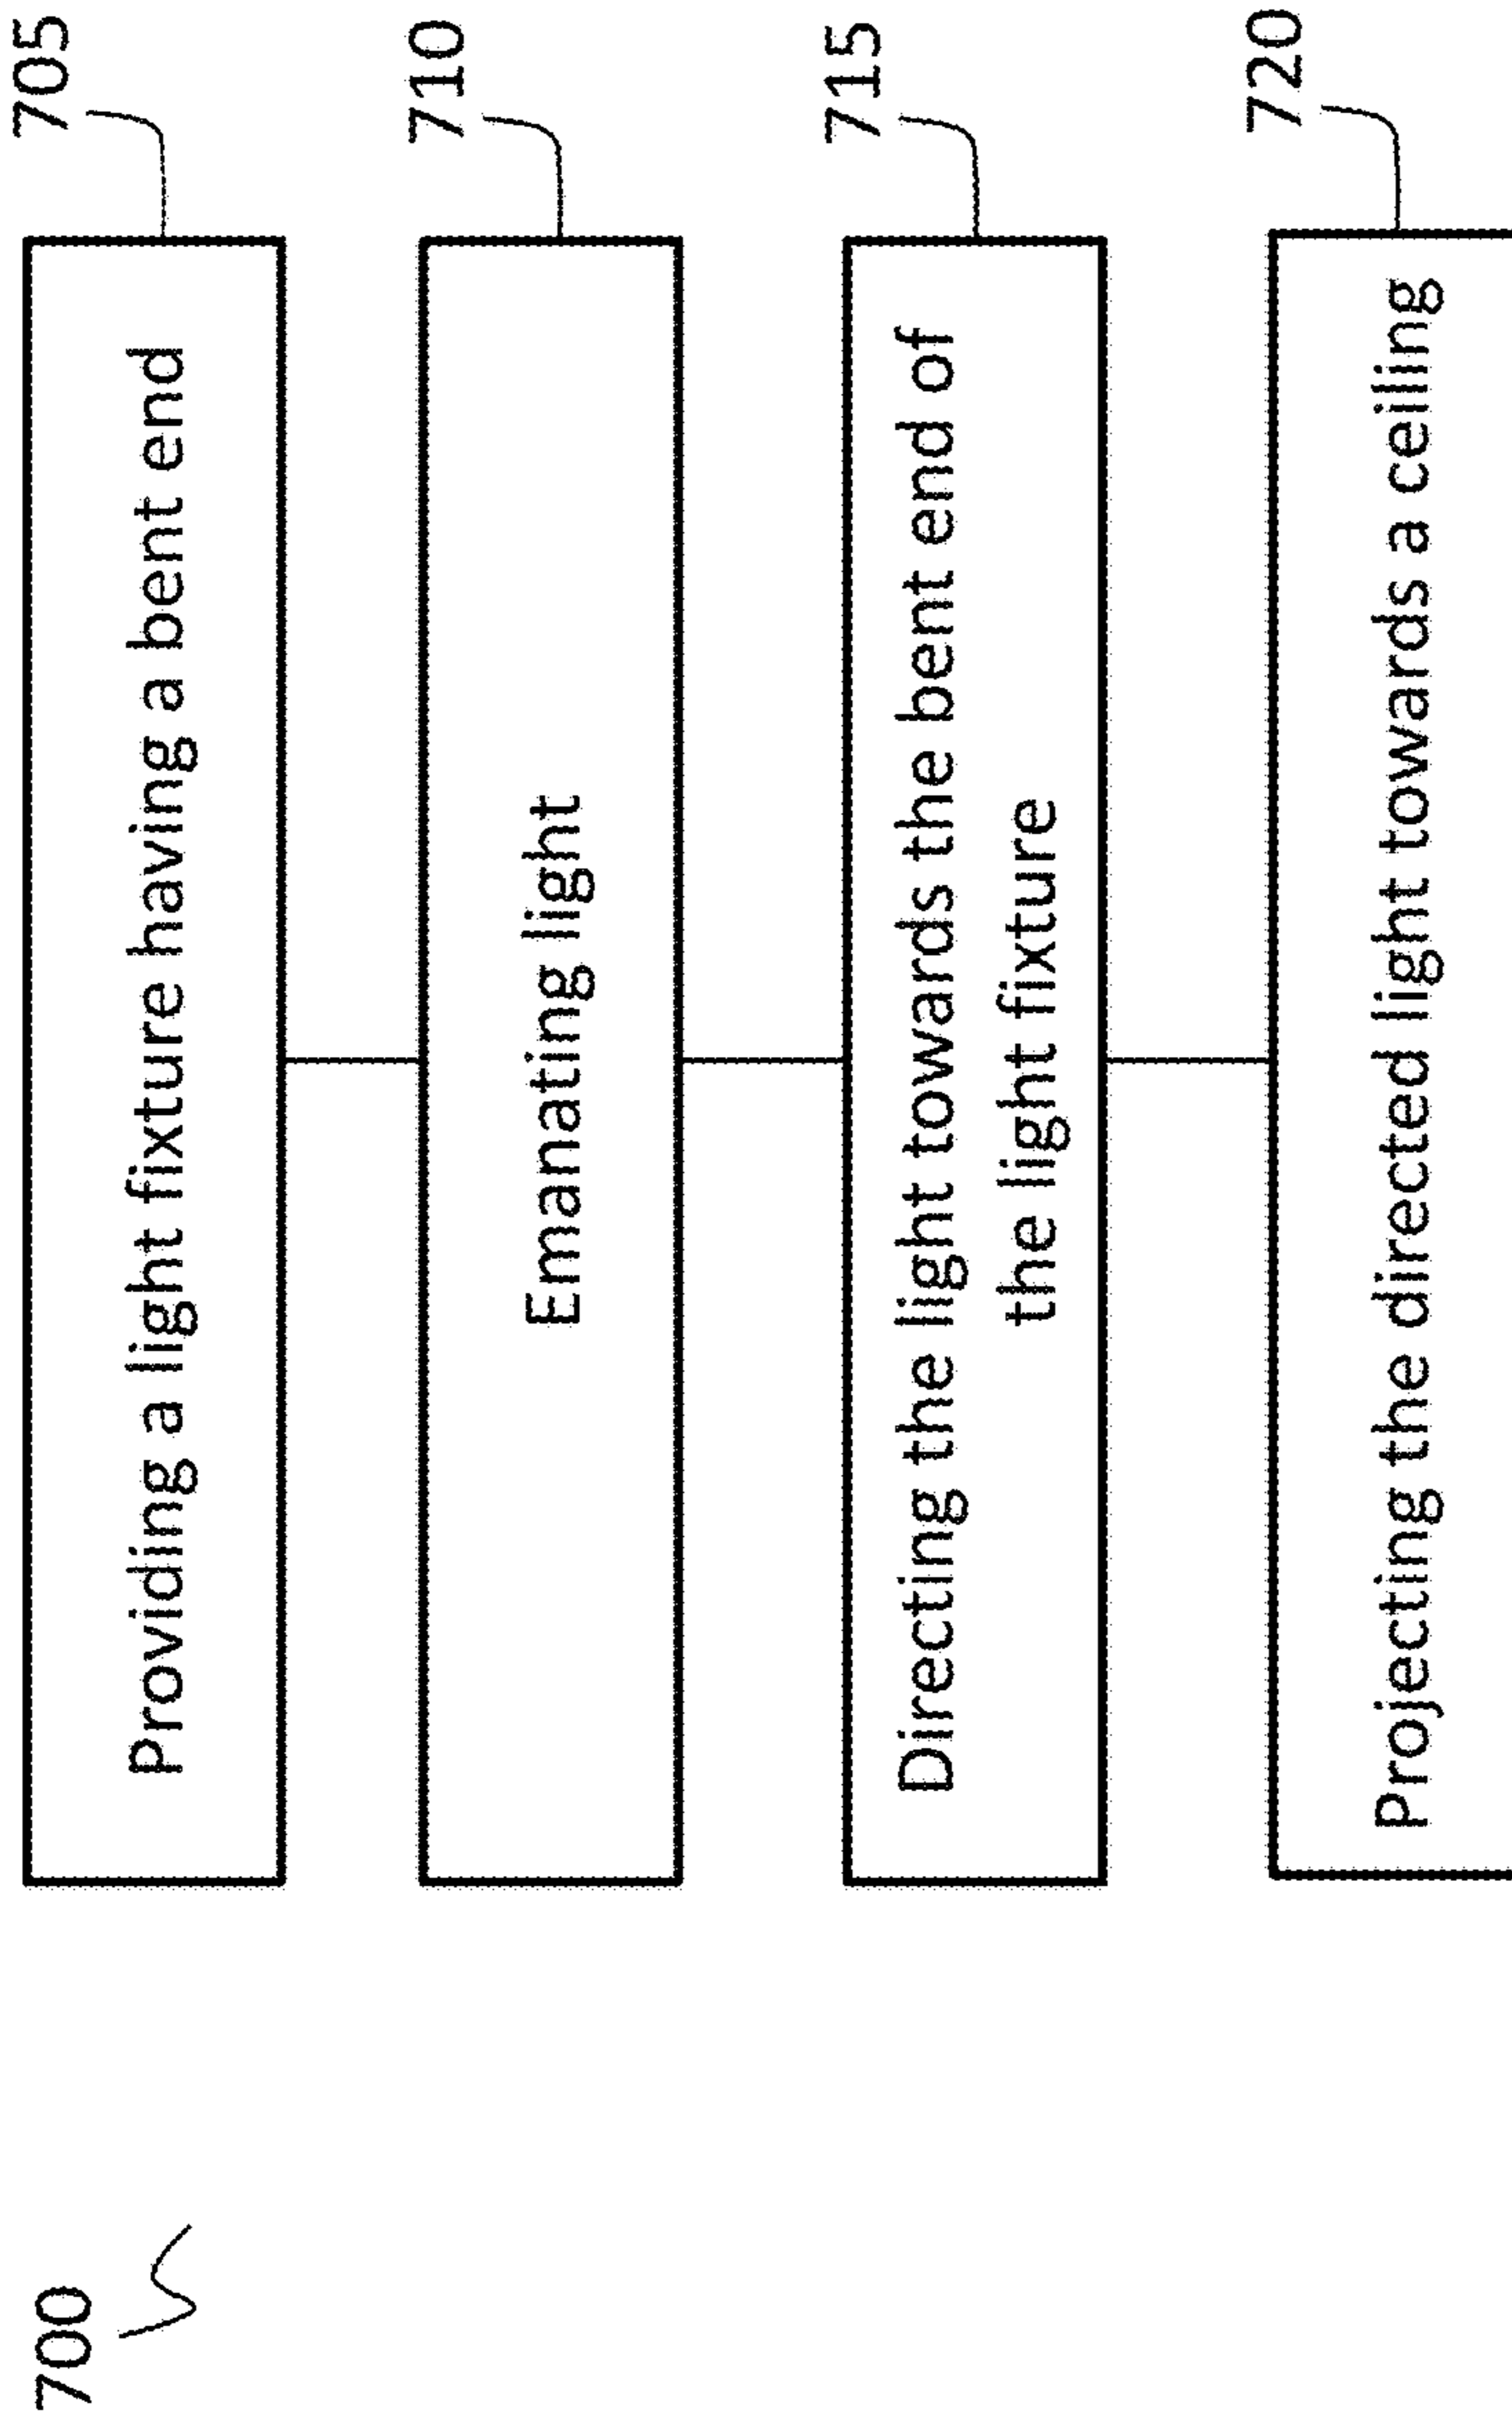 700
705
Providing a light fixture having a bent end
710
Emanating light
715
Directing the light towards the bent end of
the light fixture
720
Projecting the directed light towards a ceiling